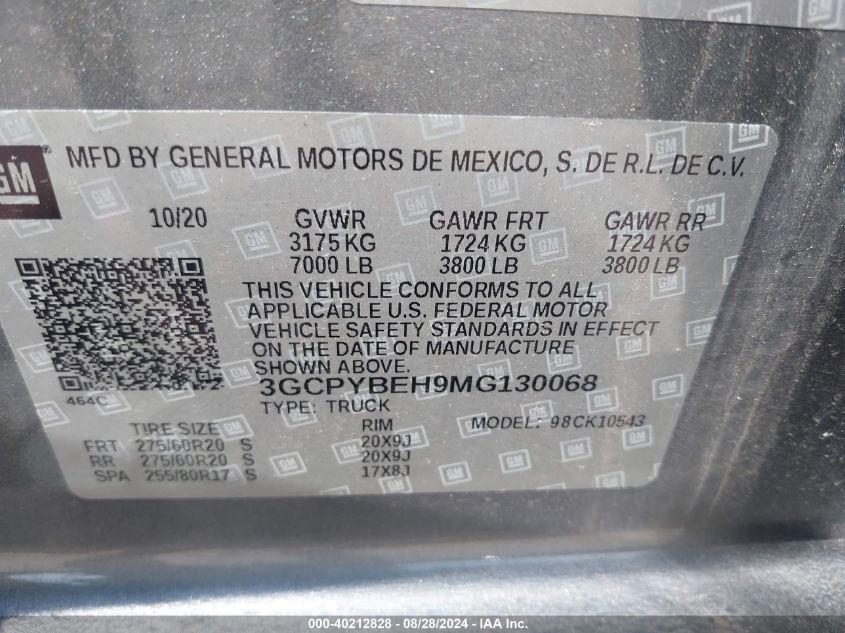 GM ® MFD BY GENERAL MOTORS DE MEXICO, S. DE R.L. DE C.V.
10/20 GVWR GAWR FRT GAWR RR
3175 KG 1724 KG 1724 KG
7000 LB 3800 LB 3800 LB
THIS VEHICLE CONFORMS TO ALL
APPLICABLE U.S. FEDERAL MOTOR
VEHICLE SAFETY STANDARDS IN EFFECT
ON THE DATE OF MANUFACTURE
SHOWN ABOVE.
3GCPYBEH9MG130068
464C TYPE: TRUCK MODEL: 98CK10543
TIRE SIZE RIM
FRT 275/60R20 S 20X9J
RR 275/60R20 S 20X9J
SPA 255/80R17 S 17X8J
000-40212828 - 08/28/2024 - IAA Inc.